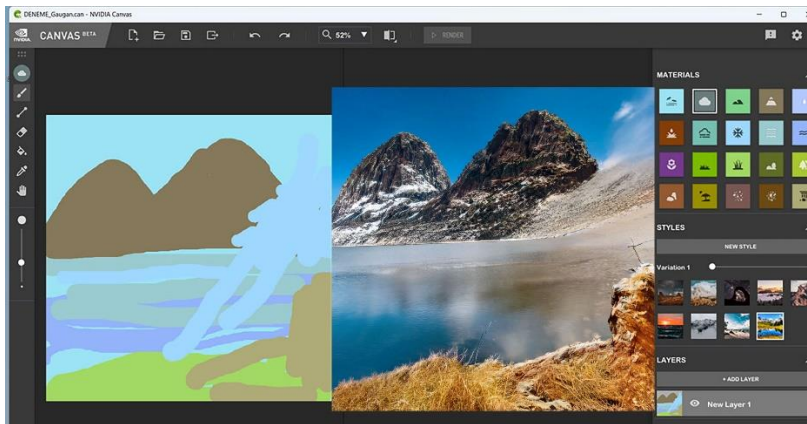 DENEME_Gaugan.can - NVIDIA Canvas
NVIDIA. CANVAS BETA
52%
RENDER
MATERIALS
STYLES
NEW STYLE
Variation 1
LAYERS
+ ADD LAYER
New Layer 1